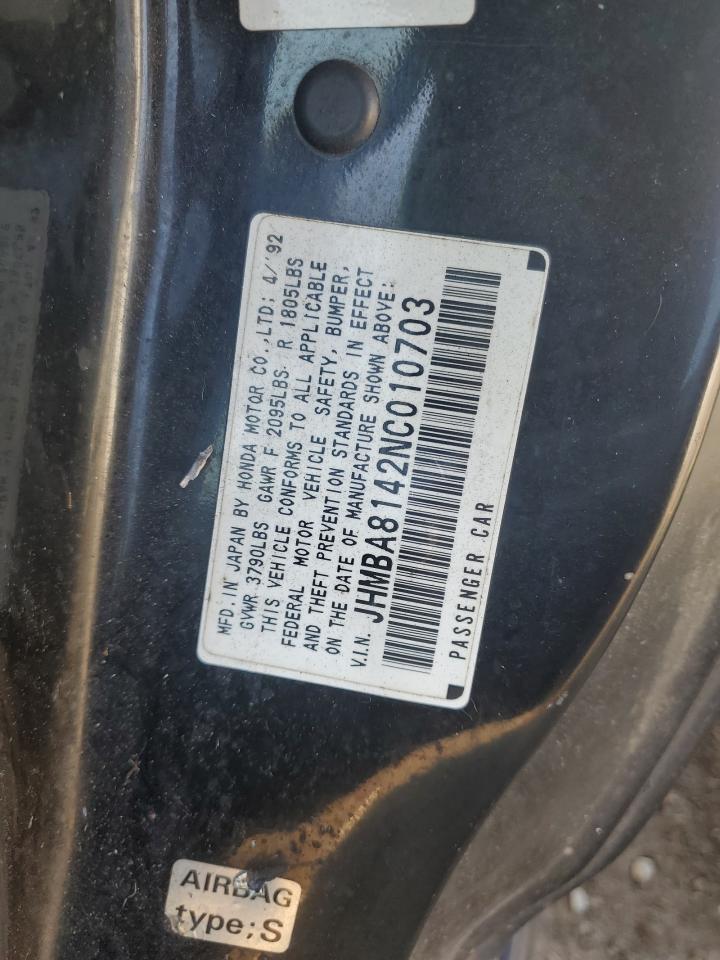 MFD. IN JAPAN BY HONDA MOTOR CO., LTD; 4/'92
GVWR 3790LBS GAWR F 2095LBS. R 1805LBS
THIS VEHICLE CONFORMS TO ALL APPLICABLE
FEDERAL MOTOR VEHICLE SAFETY, BUMPER,
AND THEFT PREVENTION STANDARDS IN EFFECT
ON THE DATE OF MANUFACTURE SHOWN ABOVE:
V.I.N. JHMBA8142NC010703
PASSENGER CAR
AIRBAG
type;S